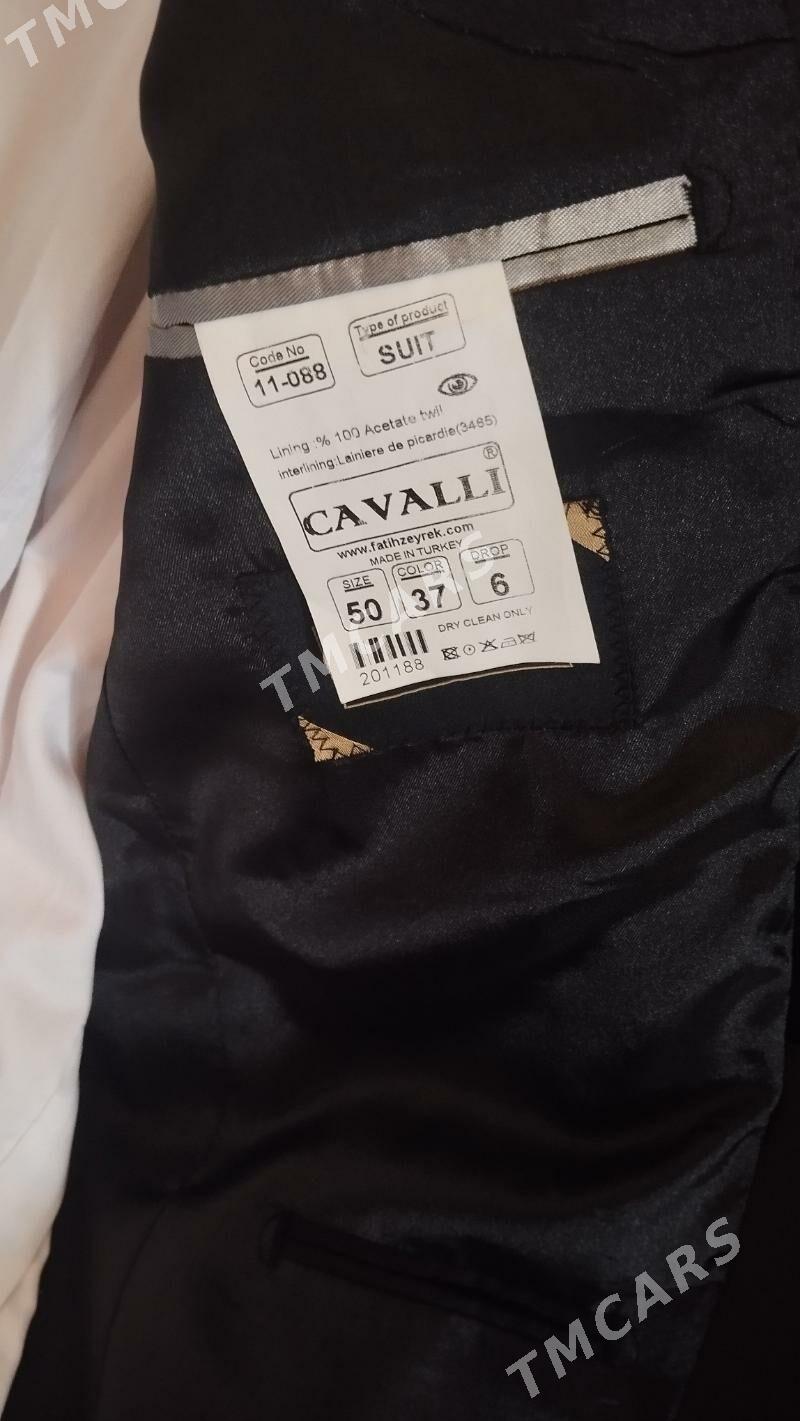 TMC
Code No
11-088
Type of product
SUIT
Lining :% 100 Acetate twil
interlining:Lainiere de picardie(3485)
CAVALLI®
www.fatihzeyrek.com
MADE IN TURKEY
SIZE
50
COLOR
37
DROP
6
DRY CLEAN ONLY
201188
TMCARS
TMCARS